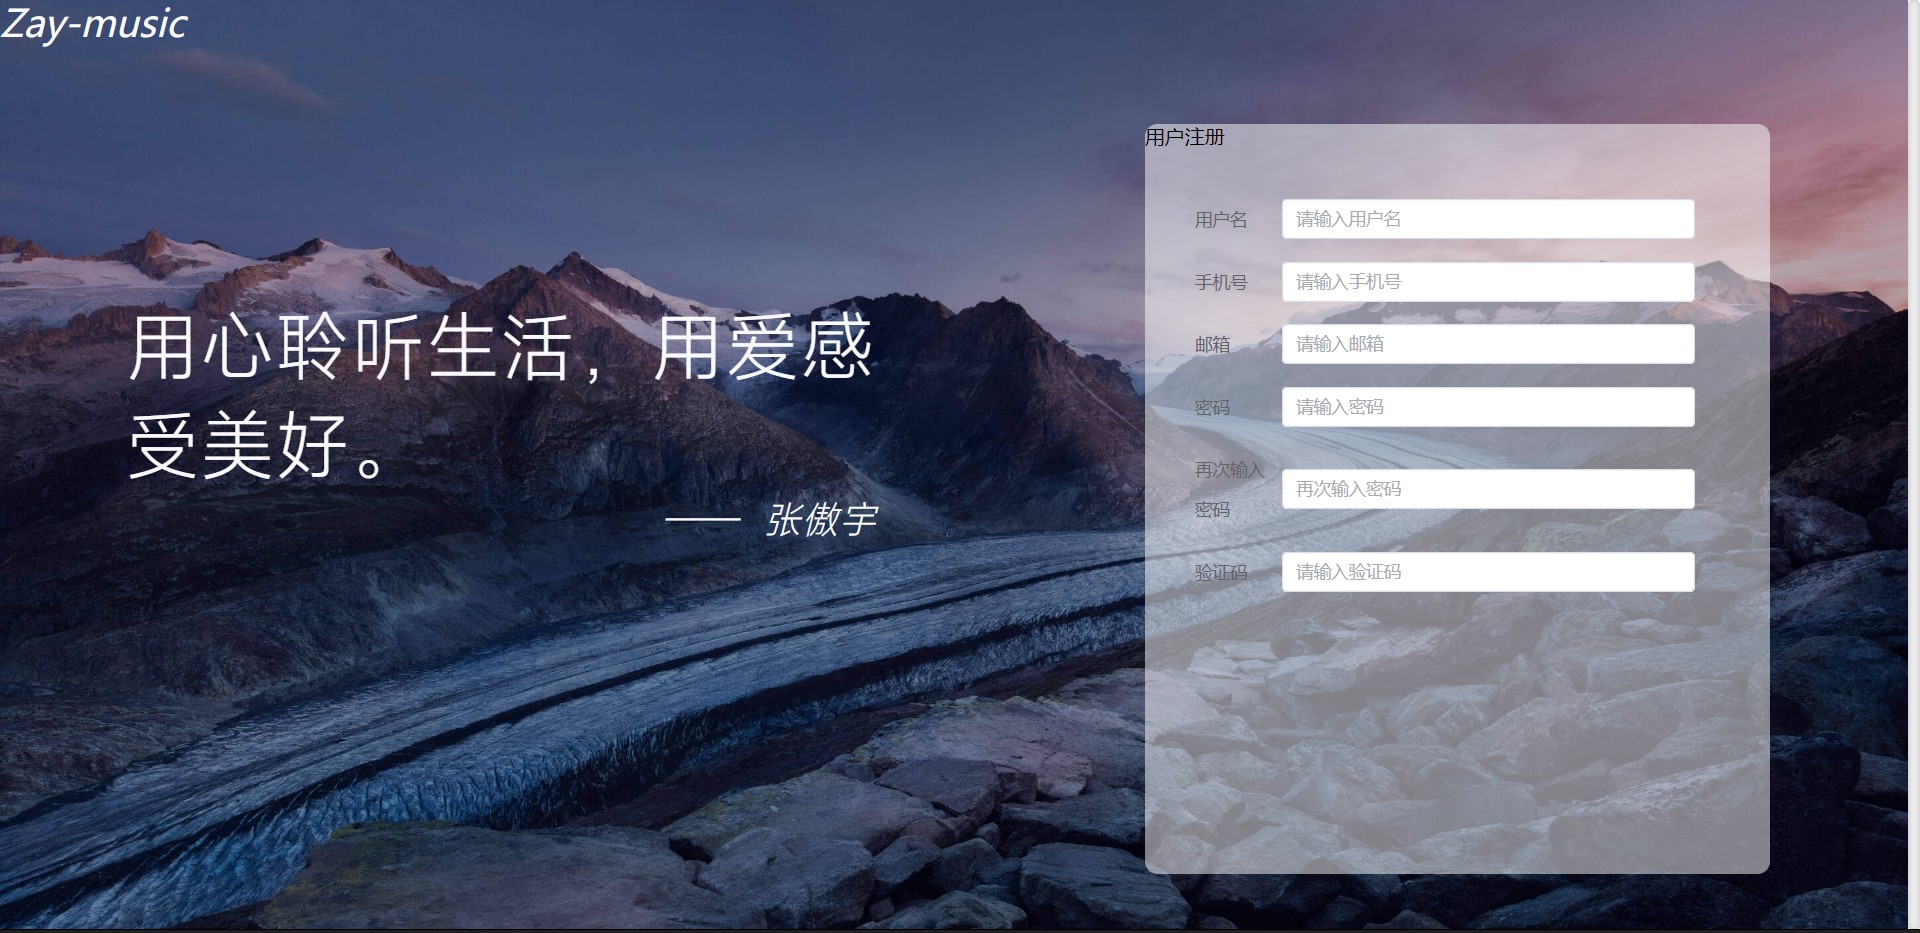 Zay-music
用心聆听生活，用爱感
受美好。
—— 张傲宇
用户注册
用户名 请输入用户名
手机号 请输入手机号
邮箱 请输入邮箱
密码 请输入密码
再次输入
密码 再次输入密码
验证码 请输入验证码